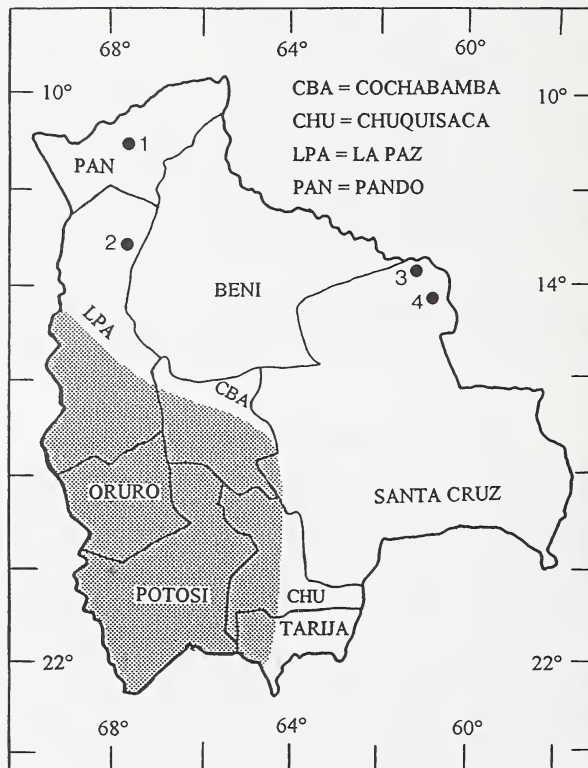 68° 64° 60°
10° 10°
CBA = COCHABAMBA
CHU = CHUQUISACA
LPA = LA PAZ
PAN = PANDO
1
PAN
2
3
BENI
14°
4
LPA
CBA
ORURO
SANTA CRUZ
POTOSI
CHU
TARIJA
22° 22°
68° 64° 60°